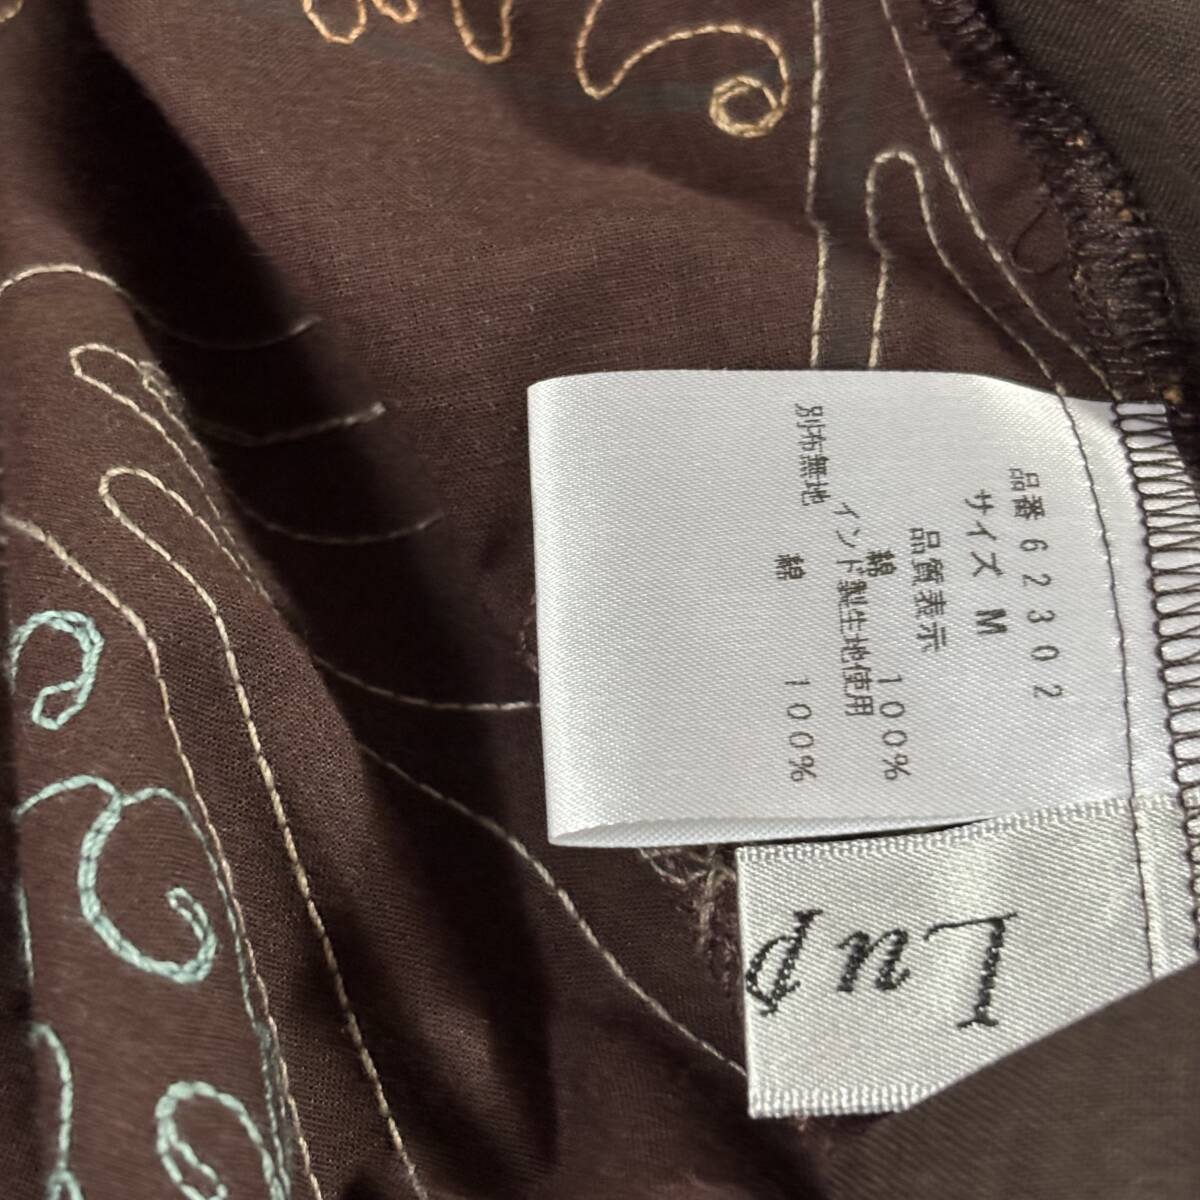 品番 62302
サイズ M
品質表示
綿 100%
インド製生地使用
別布無地
綿 100%
Lup